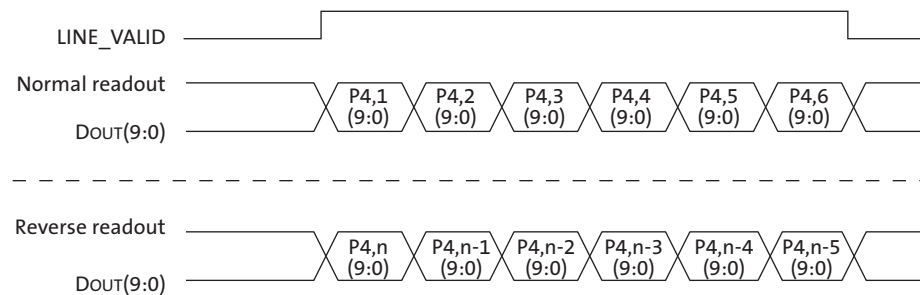 LINE_VALID
Normal readout
P4,1 P4,2 P4,3 P4,4 P4,5 P4,6
(9:0) (9:0) (9:0) (9:0) (9:0) (9:0)
DOUT(9:0)
Reverse readout
P4,n P4,n-1 P4,n-2 P4,n-3 P4,n-4 P4,n-5
(9:0) (9:0) (9:0) (9:0) (9:0) (9:0)
DOUT(9:0)